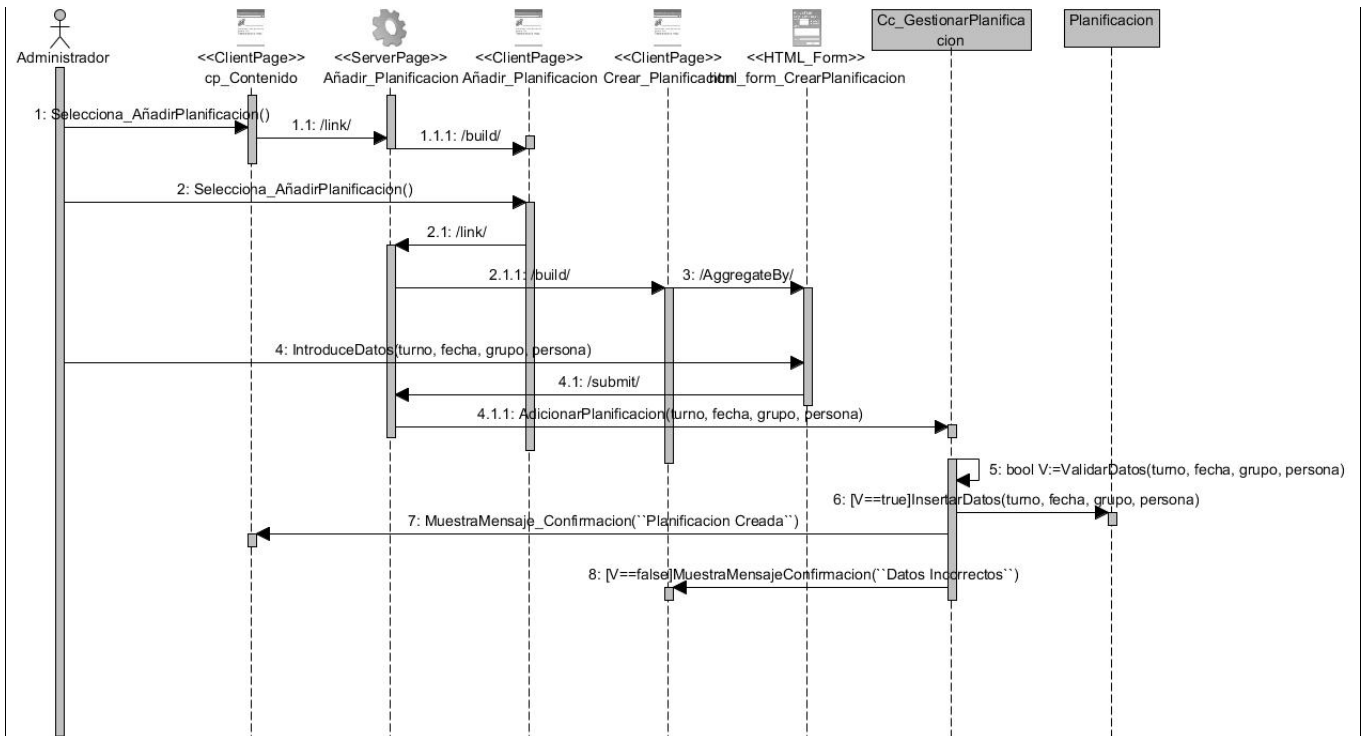 Administrador
<<ClientPage>>
cp_Contenido
<<ServerPage>>
Añadir_Planificacion
<<ClientPage>>
Añadir_Planificacion
<<ClientPage>>
Crear_Planificacion
<<HTML_Form>>
html_form_CrearPlanificacion
Cc_GestionarPlanifica
cion
Planificacion
1: Selecciona_AñadirPlanificacion()
1.1: /link/
1.1.1: /build/
2: Selecciona_AñadirPlanificacion()
2.1: /link/
2.1.1: /build/
3: /AggregateBy/
4: IntroduceDatos(turno, fecha, grupo, persona)
4.1: /submit/
4.1.1: AdicionarPlanificacion(turno, fecha, grupo, persona)
5: bool V:=ValidarDatos(turno, fecha, grupo, persona)
6: [V==true]InsertarDatos(turno, fecha, grupo, persona)
7: MuestraMensaje_Confirmacion(``Planificacion Creada``)
8: [V==false]MuestraMensajeConfirmacion(``Datos Incorrectos``)